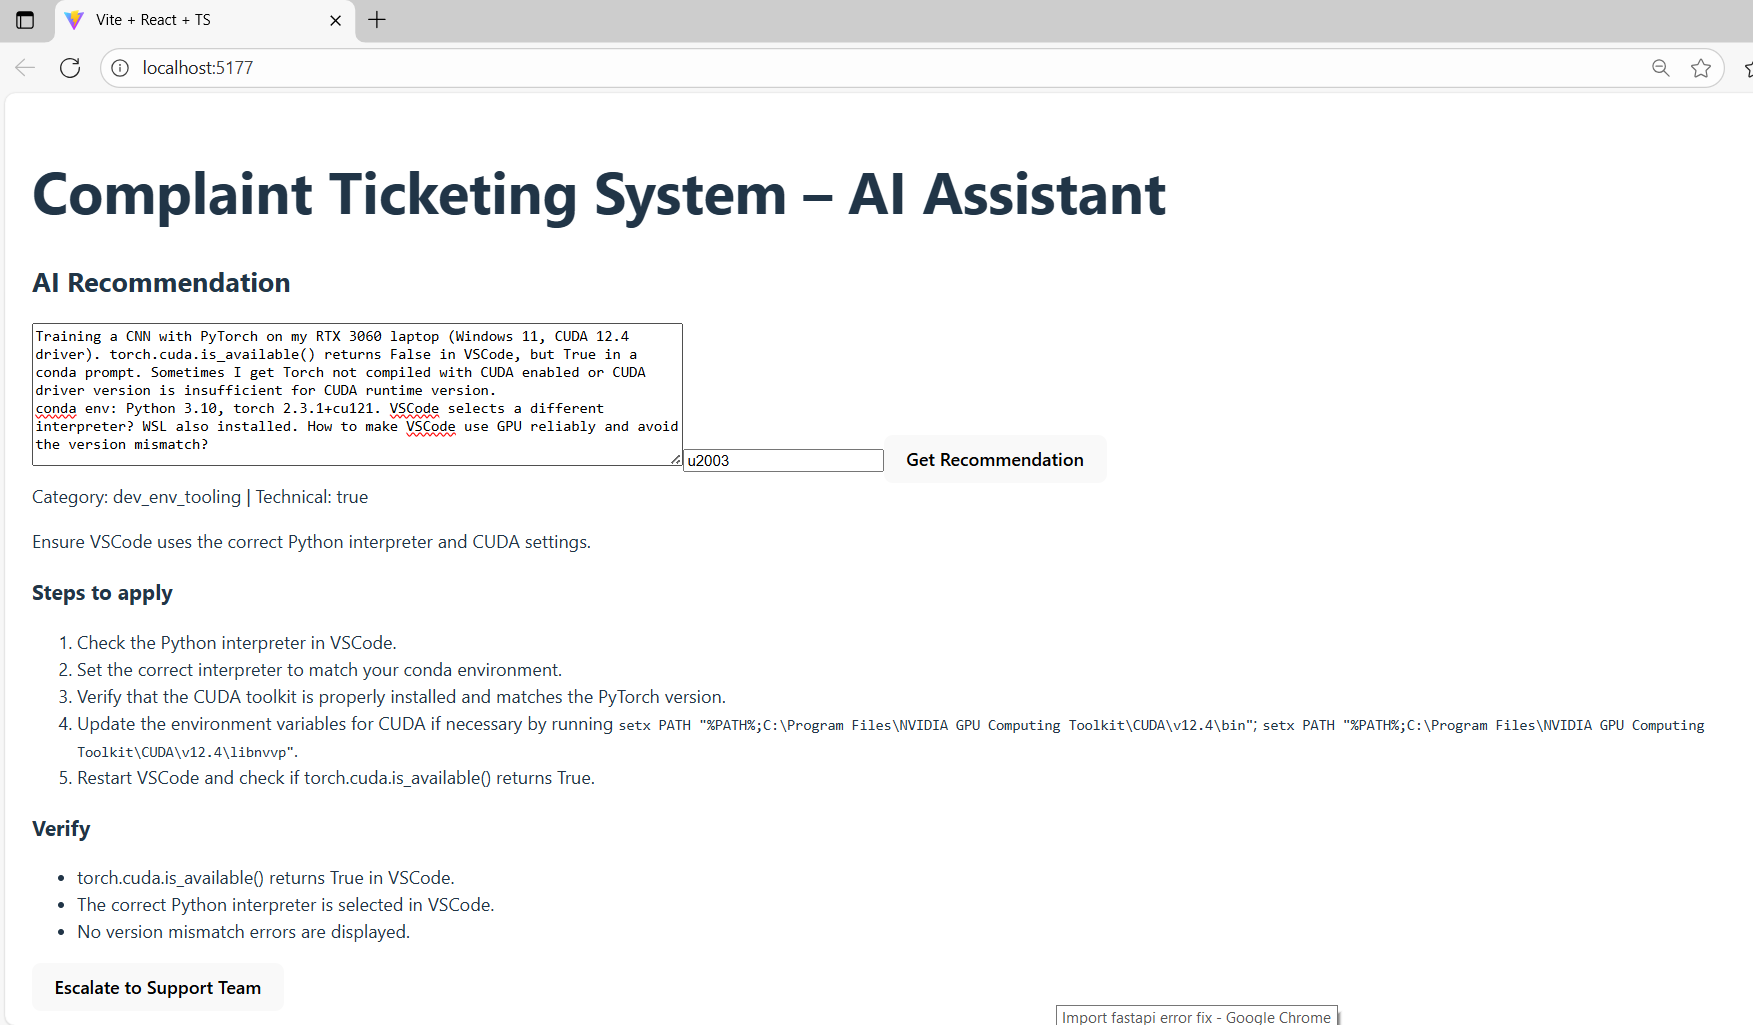 Vite + React + TS
localhost:5177
Complaint Ticketing System – AI Assistant
AI Recommendation
Training a CNN with PyTorch on my RTX 3060 laptop (Windows 11, CUDA 12.4
driver). torch.cuda.is_available() returns False in VSCode, but True in a
conda prompt. Sometimes I get Torch not compiled with CUDA enabled or CUDA
driver version is insufficient for CUDA runtime version.
conda env: Python 3.10, torch 2.3.1+cu121. VSCode selects a different
interpreter? WSL also installed. How to make VSCode use GPU reliably and avoid
the version mismatch?
u2003
Get Recommendation
Category: dev_env_tooling | Technical: true
Ensure VSCode uses the correct Python interpreter and CUDA settings.
Steps to apply
1. Check the Python interpreter in VSCode.
2. Set the correct interpreter to match your conda environment.
3. Verify that the CUDA toolkit is properly installed and matches the PyTorch version.
4. Update the environment variables for CUDA if necessary by running setx PATH "%PATH%;C:\Program Files\NVIDIA GPU Computing Toolkit\CUDA\v12.4\bin"; setx PATH "%PATH%;C:\Program Files\NVIDIA GPU Computing
Toolkit\CUDA\v12.4\libnvvp".
5. Restart VSCode and check if torch.cuda.is_available() returns True.
Verify
• torch.cuda.is_available() returns True in VSCode.
• The correct Python interpreter is selected in VSCode.
• No version mismatch errors are displayed.
Escalate to Support Team
Import fastapi error fix - Google Chrome